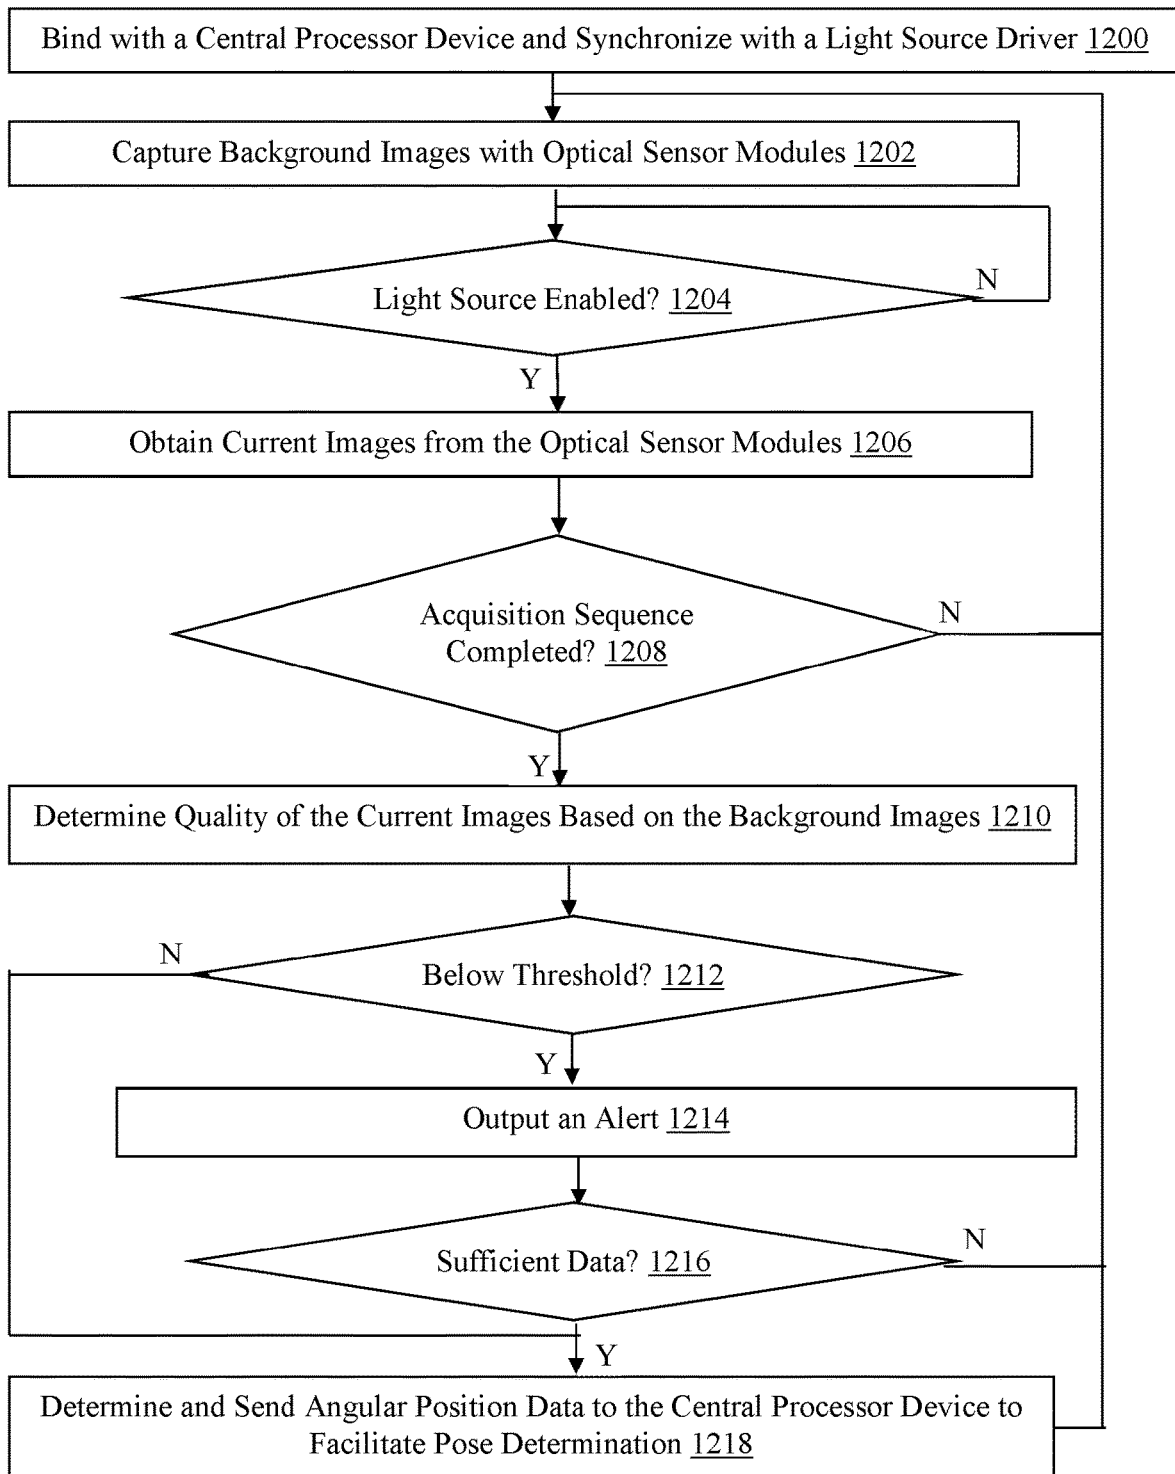 Bind with a Central Processor Device and Synchronize with a Light Source Driver 1200
Capture Background Images with Optical Sensor Modules 1202
Light Source Enabled? 1204
N
Y
Obtain Current Images from the Optical Sensor Modules 1206
Acquisition Sequence
Completed? 1208
N
Y
Determine Quality of the Current Images Based on the Background Images 1210
N
Below Threshold? 1212
Y
Output an Alert 1214
Sufficient Data? 1216
N
Y
Determine and Send Angular Position Data to the Central Processor Device to
Facilitate Pose Determination 1218